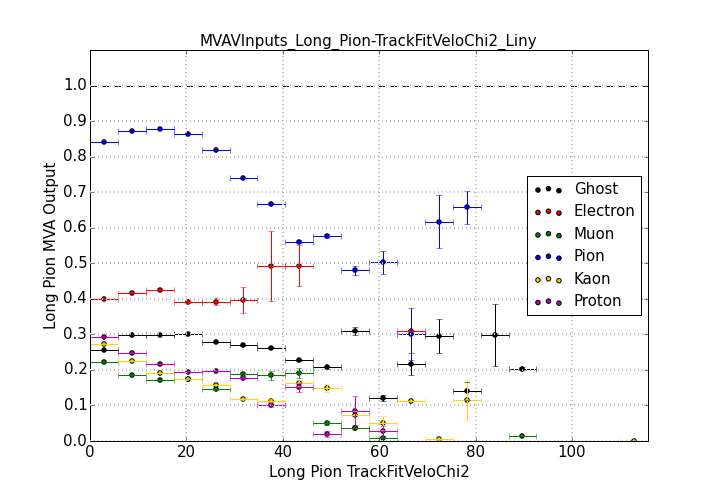 MVAVInputs_Long_Pion-TrackFitVeloChi2_Liny
1.0
0.9
0.8
0.7
0.6
0.5
0.4
0.3
0.2
0.1
0.0
Long Pion MVA Output
Ghost
Electron
Muon
Pion
Kaon
Proton
0 20 40 60 80 100
Long Pion TrackFitVeloChi2